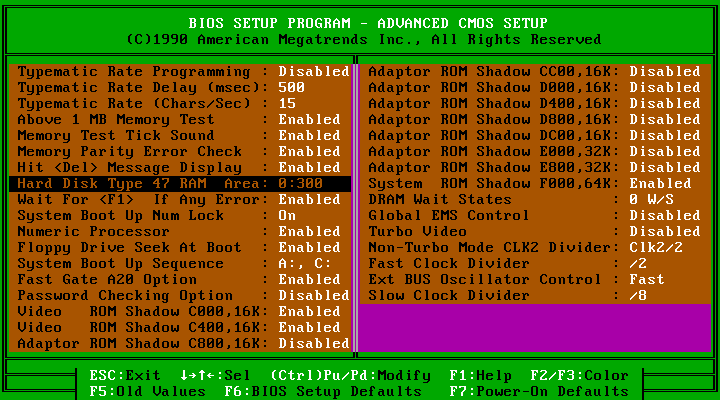 BIOS SETUP PROGRAM - ADVANCED CMOS SETUP
(C)1990 American Megatrends Inc., All Rights Reserved
Typematic Rate Programming : Disabled
Typematic Rate Delay (msec): 500
Typematic Rate (Chars/Sec) : 15
Above 1 MB Memory Test     : Enabled
Memory Test Tick Sound     : Enabled
Memory Parity Error Check  : Enabled
Hit <Del> Message Display  : Enabled
Hard Disk Type 47 RAM  Area: 0:300
Wait For <F1>  If Any Error: Enabled
System Boot Up Num Lock    : On
Numeric Processor          : Enabled
Floppy Drive Seek At Boot  : Enabled
System Boot Up Sequence    : A:, C:
Fast Gate A20 Option       : Enabled
Password Checking Option   : Disabled
Video   ROM Shadow C000,16K: Enabled
Video   ROM Shadow C400,16K: Enabled
Adaptor ROM Shadow C800,16K: Disabled
Adaptor ROM Shadow CC00,16K: Disabled
Adaptor ROM Shadow D000,16K: Disabled
Adaptor ROM Shadow D400,16K: Disabled
Adaptor ROM Shadow D800,16K: Disabled
Adaptor ROM Shadow DC00,16K: Disabled
Adaptor ROM Shadow E000,32K: Disabled
Adaptor ROM Shadow E800,32K: Disabled
System  ROM Shadow F000,64K: Enabled
DRAM Wait States           : 0 W/S
Global EMS Control         : Disabled
Turbo Video                : Disabled
Non-Turbo Mode CLK2 Divider: Clk2/2
Fast Clock Divider         : /2
Ext BUS Oscillator Control : Fast
Slow Clock Divider         : /8
ESC:Exit  ↓→↑←:Sel  (Ctrl)Pu/Pd:Modify  F1:Help  F2/F3:Color
F5:Old Values  F6:BIOS Setup Defaults   F7:Power-On Defaults